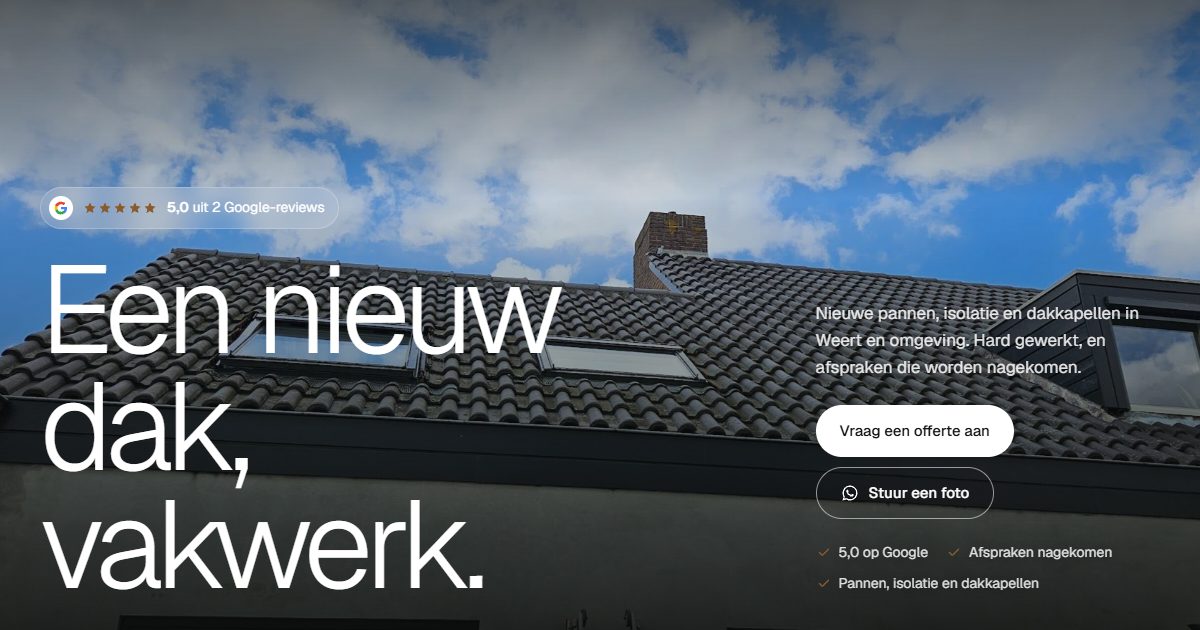 5,0 uit 2 Google-reviews
Een nieuw
dak,
vakwerk.
Nieuwe pannen, isolatie en dakkapellen in
Weert en omgeving. Hard gewerkt, en
afspraken die worden nagekomen.
Vraag een offerte aan
Stuur een foto
5,0 op Google
Afspraken nagekomen
Pannen, isolatie en dakkapellen